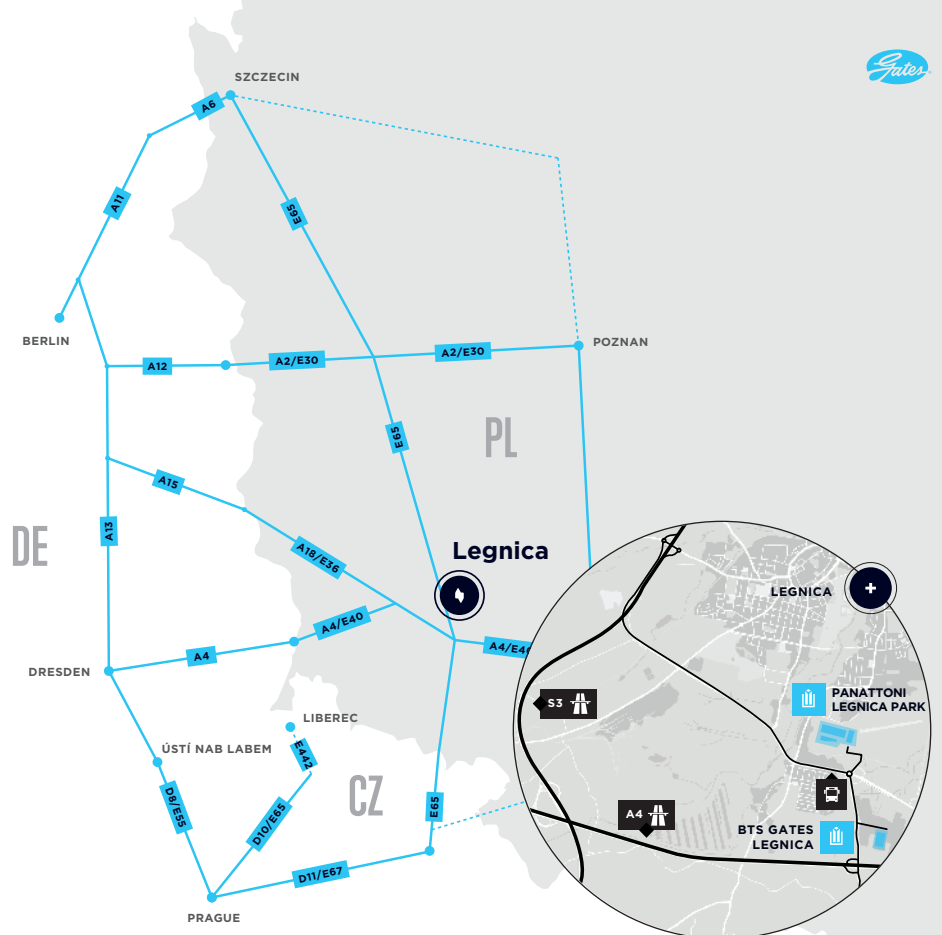 Gates
SZCZECIN
A6
A11
E65
BERLIN
A12
A2/E30
A2/E30
POZNAN
E65
PL
A15
A13
DE
A18/E36
Legnica
LEGNICA
A4/E40
A4
A4/E40
DRESDEN
S3
PANATTONI
LEGNICA PARK
LIBEREC
ÚSTÍ NAB LABEM
E442
CZ
D8/E55
D10/E65
E65
A4
BTS GATES
LEGNICA
D11/E67
PRAGUE